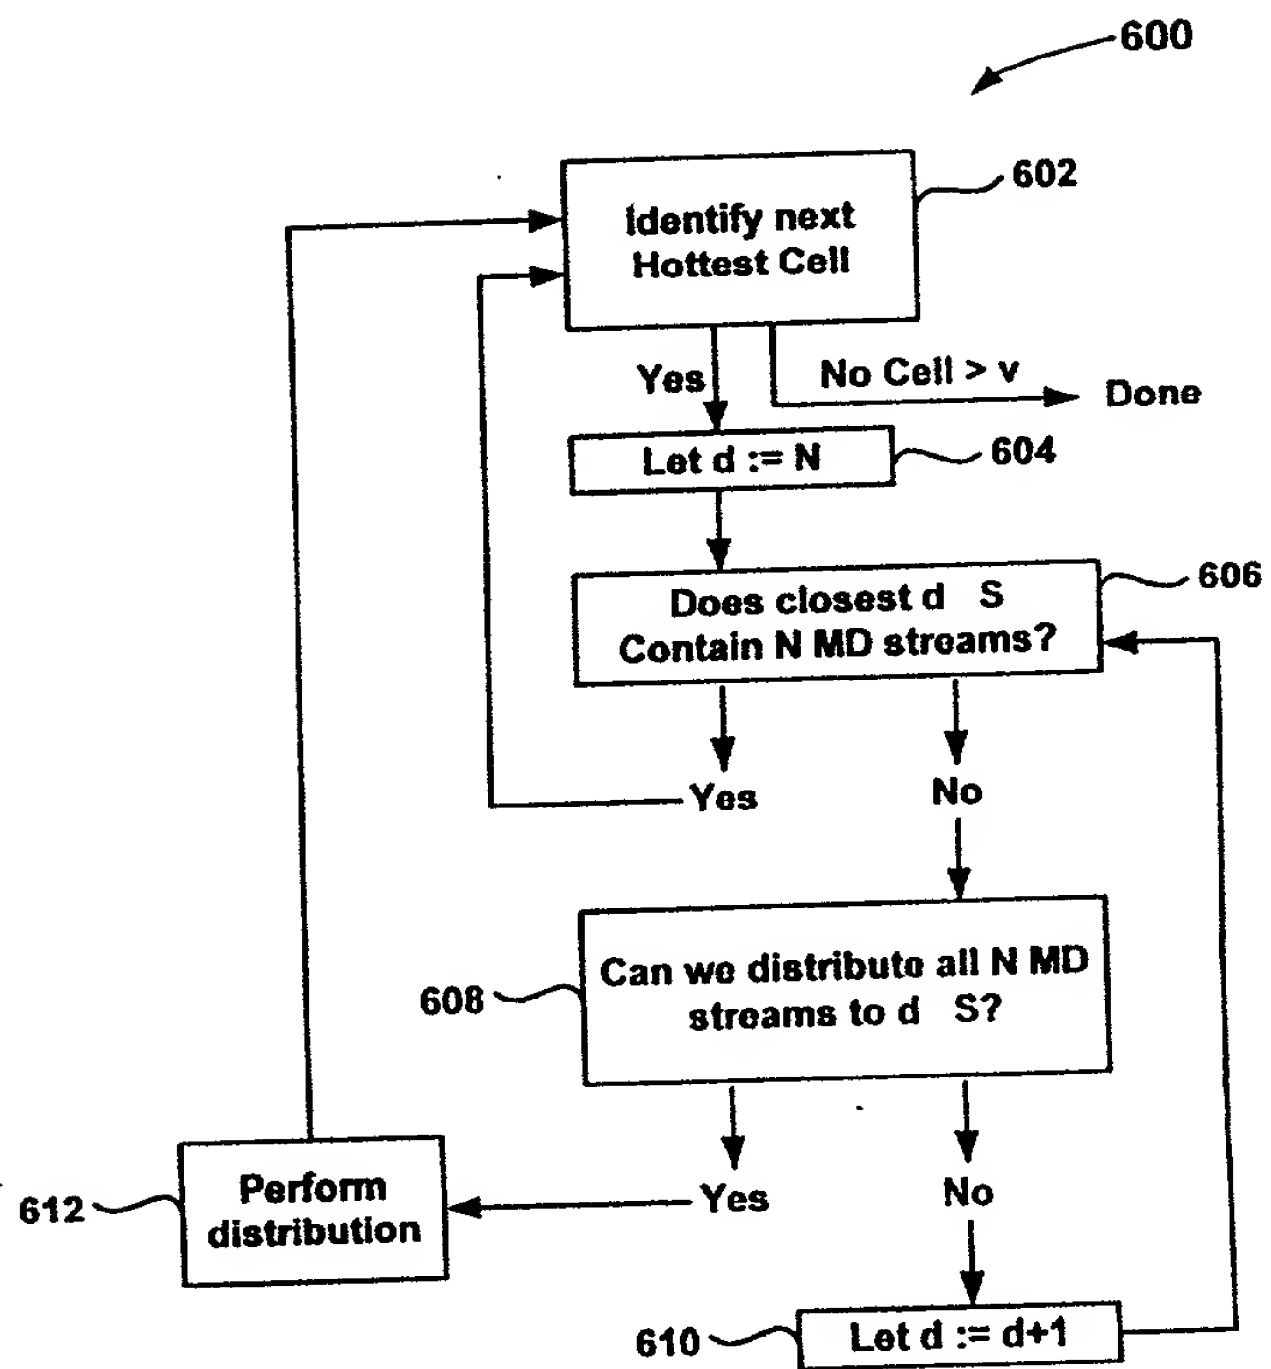 600
602
Identify next
Hottest Cell
Yes
No Cell > v
Done
Let d := N
604
606
Does closest d S
Contain N MD streams?
Yes
No
608
Can we distribute all N MD
streams to d S?
612
Perform
distribution
Yes
No
610
Let d := d+1